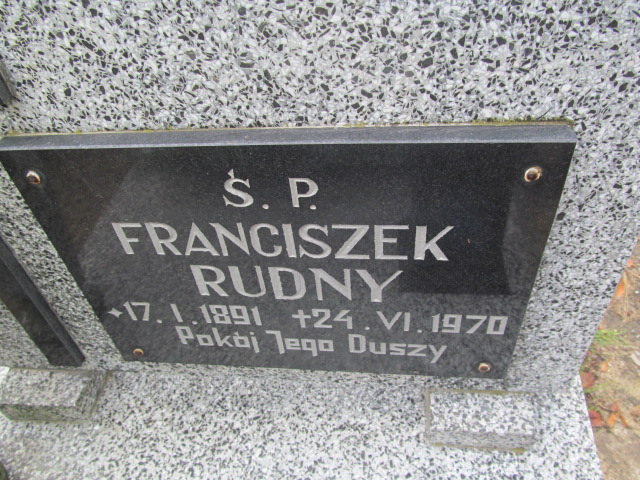 Ś. P.
FRANCISZEK
RUDNY
*17. I. 1891 +24. VI. 1970
Pokój Jego Duszy